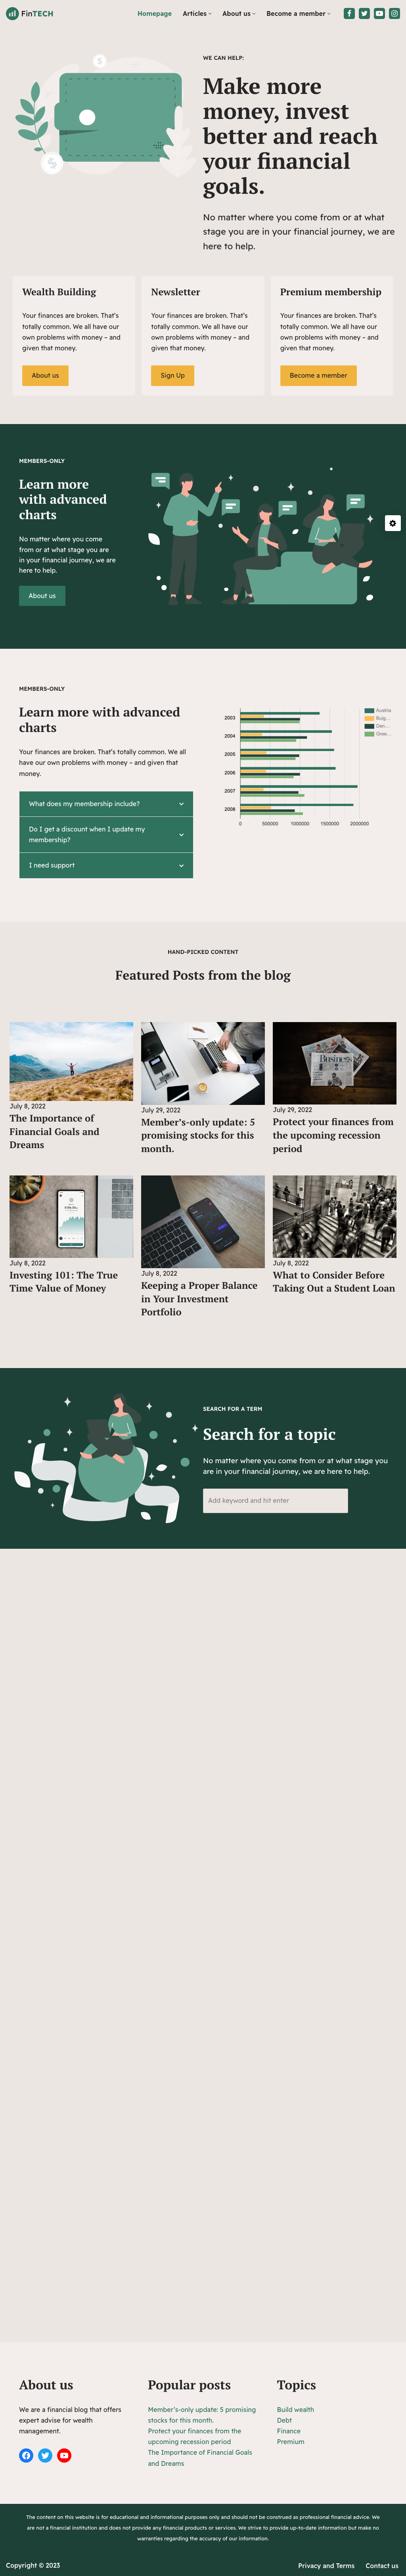 FinTECH
Homepage
Articles
About us
Become a member
WE CAN HELP:
Make more
money, invest
better and reach
your financial
goals.
No matter where you come from or at what
stage you are in your financial journey, we are
here to help.
Wealth Building
Your finances are broken. That's
totally common. We all have our
own problems with money – and
given that money.
About us
Newsletter
Your finances are broken. That's
totally common. We all have our
own problems with money – and
given that money.
Sign Up
Premium membership
Your finances are broken. That's
totally common. We all have our
own problems with money – and
given that money.
Become a member
MEMBERS-ONLY
Learn more
with advanced
charts
No matter where you come
from or at what stage you are
in your financial journey, we are
here to help.
About us
MEMBERS-ONLY
Learn more with advanced
charts
Your finances are broken. That's totally common. We all
have our own problems with money – and given that
money.
What does my membership include?
Do I get a discount when I update my
membership?
I need support
2003
2004
2005
2006
2007
2008
0 500000 1000000 1500000 2000000
Austria
Bulg…
Den…
Gree…
HAND-PICKED CONTENT
Featured Posts from the blog
July 8, 2022
The Importance of
Financial Goals and
Dreams
July 29, 2022
Member's-only update: 5
promising stocks for this
month.
Business
July 29, 2022
Protect your finances from
the upcoming recession
period
July 8, 2022
Investing 101: The True
Time Value of Money
July 8, 2022
Keeping a Proper Balance
in Your Investment
Portfolio
July 8, 2022
What to Consider Before
Taking Out a Student Loan
SEARCH FOR A TERM
Search for a topic
No matter where you come from or at what stage you
are in your financial journey, we are here to help.
Add keyword and hit enter
About us
We are a financial blog that offers
expert advise for wealth
management.
Popular posts
Member's-only update: 5 promising
stocks for this month.
Protect your finances from the
upcoming recession period
The Importance of Financial Goals
and Dreams
Topics
Build wealth
Debt
Finance
Premium
The content on this website is for educational and informational purposes only and should not be construed as professional financial advice. We
are not a financial institution and does not provide any financial products or services. We strive to provide up-to-date information but make no
warranties regarding the accuracy of our information.
Copyright © 2023
Privacy and Terms
Contact us